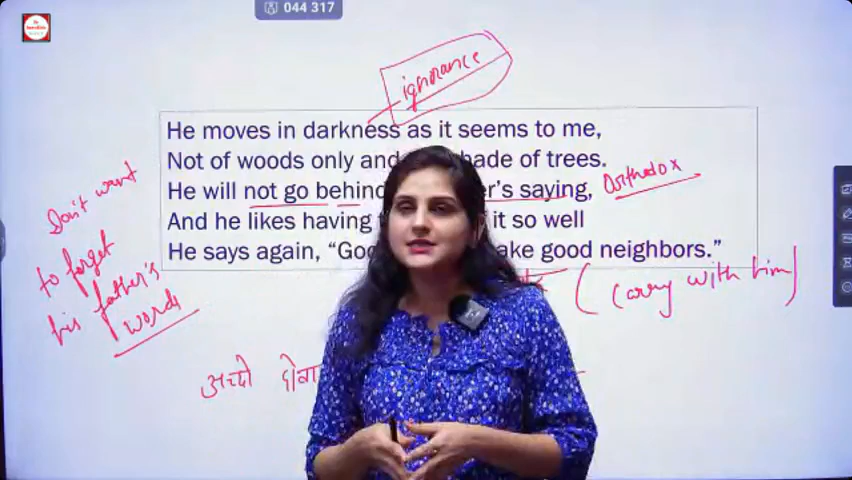 044 317
ignorance
He moves in darkness as it seems to me,
Not of woods only and hade of trees.
He will not go behind er's saying,
Orthodox
And he likes having it so well
He says again, “Goo ake good neighbors.”
Don't want
to forget
his father's
words
(carry with him)